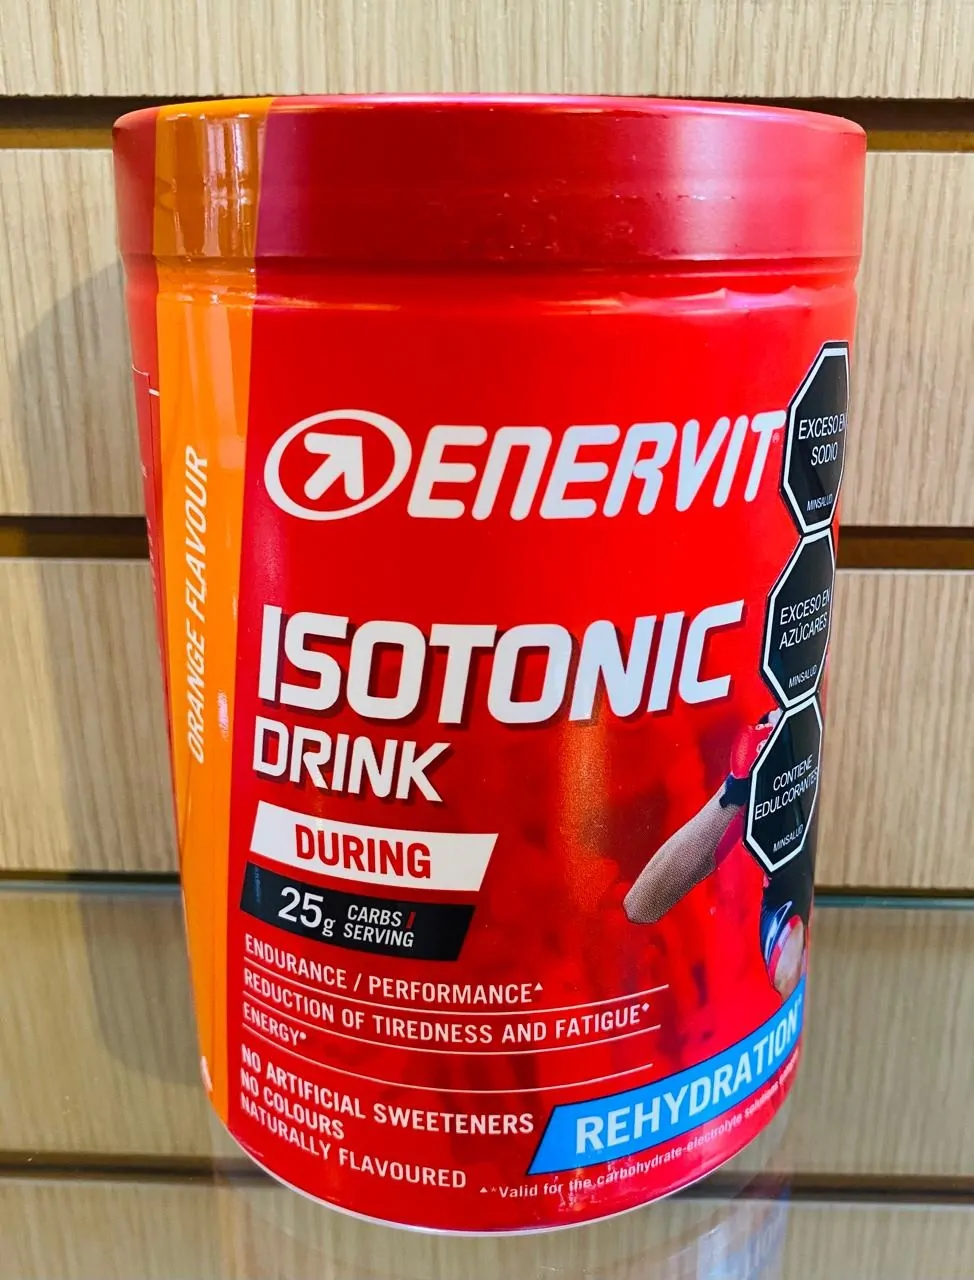 ENERVIT
ISOTONIC
DRINK
DURING
25g CARBS /
SERVING
ENDURANCE / PERFORMANCE▲
REDUCTION OF TIREDNESS AND FATIGUE◆
ENERGY●
NO ARTIFICIAL SWEETENERS
NO COLOURS
NATURALLY FLAVOURED
REHYDRATION
▲*Valid for the carbohydrate-electrolyte solutions
ORANGE FLAVOUR
EXCESO EN
SODIO
MINSALUD
EXCESO EN
AZÚCARES
MINSALUD
CONTIENE
EDULCORANTES
MINSALUD